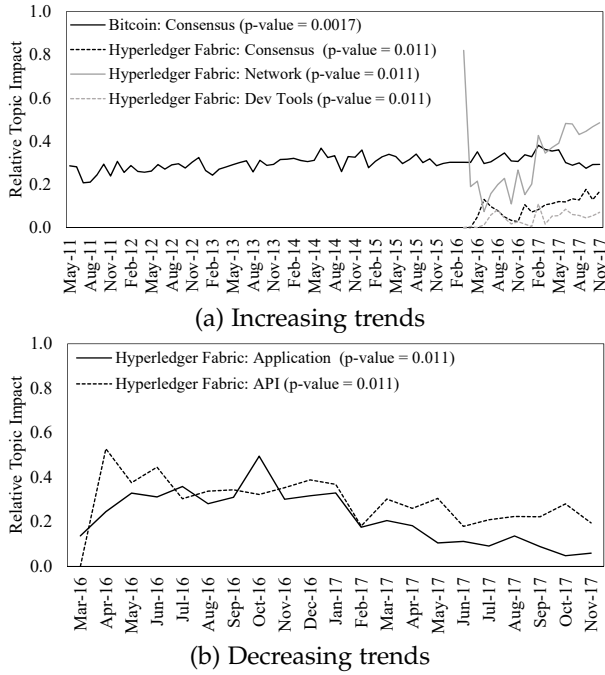 1.0
0.8
0.6
0.4
0.2
0.0
Relative Topic Impact
Bitcoin: Consensus (p-value = 0.0017)
Hyperledger Fabric: Consensus (p-value = 0.011)
Hyperledger Fabric: Network (p-value = 0.011)
Hyperledger Fabric: Dev Tools (p-value = 0.011)
May-11
Aug-11
Nov-11
Feb-12
May-12
Aug-12
Nov-12
Feb-13
May-13
Aug-13
Nov-13
Feb-14
May-14
Aug-14
Nov-14
Feb-15
May-15
Aug-15
Nov-15
Feb-16
May-16
Aug-16
Nov-16
Feb-17
May-17
Aug-17
Nov-17
(a) Increasing trends
1.0
0.8
0.6
0.4
0.2
0.0
Relative Topic Impact
Hyperledger Fabric: Application (p-value = 0.011)
Hyperledger Fabric: API (p-value = 0.011)
Mar-16
Apr-16
May-16
Jun-16
Jul-16
Aug-16
Sep-16
Oct-16
Nov-16
Dec-16
Jan-17
Feb-17
Mar-17
Apr-17
May-17
Jun-17
Jul-17
Aug-17
Sep-17
Oct-17
Nov-17
(b) Decreasing trends